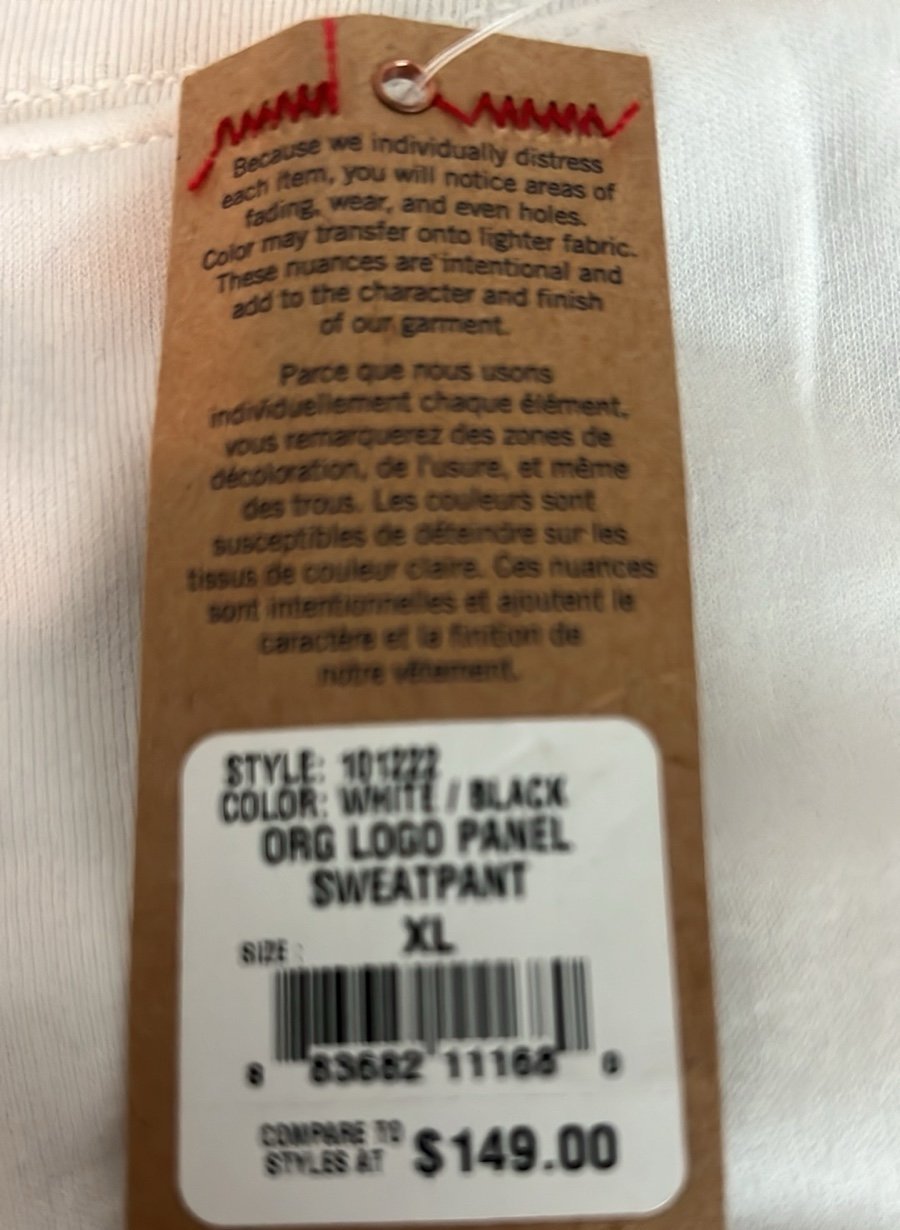 Because we individually distress
each item, you will notice areas of
fading, wear, and even holes.
Color may transfer onto lighter fabric.
These nuances are intentional and
add to the character and finish
of our garment.
Parce que nous usons
individuellement chaque élément,
vous remarquerez des zones de
décoloration, de l'usure, et même
des trous. Les couleurs sont
susceptibles de déteindre sur les
tissus de couleur claire. Ces nuances
sont intentionnelles et ajoutent le
caractère et la finition de
notre vêtement.
STYLE: 101222
COLOR: WHITE / BLACK
ORG LOGO PANEL
SWEATPANT
SIZE : XL
8 83682 11168
COMPARE TO
STYLES AT $149.00